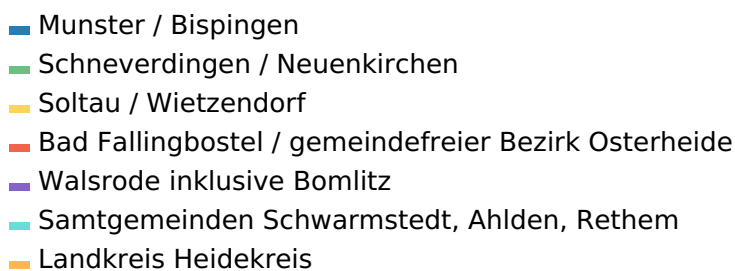 Munster / Bispingen
Schneverdingen / Neuenkirchen
Soltau / Wietzendorf
Bad Fallingbostel / gemeindefreier Bezirk Osterheide
Walsrode inklusive Bomlitz
Samtgemeinden Schwarmstedt, Ahlden, Rethem
Landkreis Heidekreis